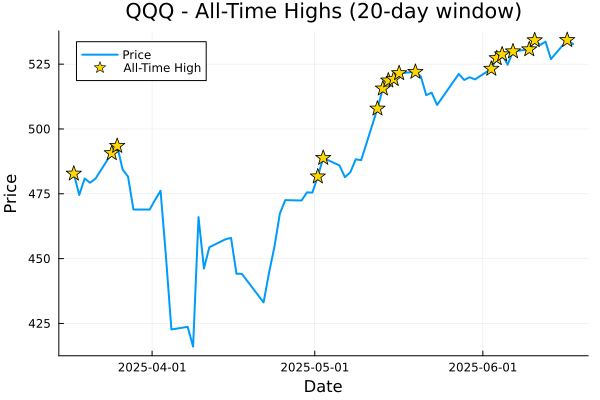 QQQ - All-Time Highs (20-day window)
Price
All-Time High
Price
525
500
475
450
425
2025-04-01
2025-05-01
2025-06-01
Date